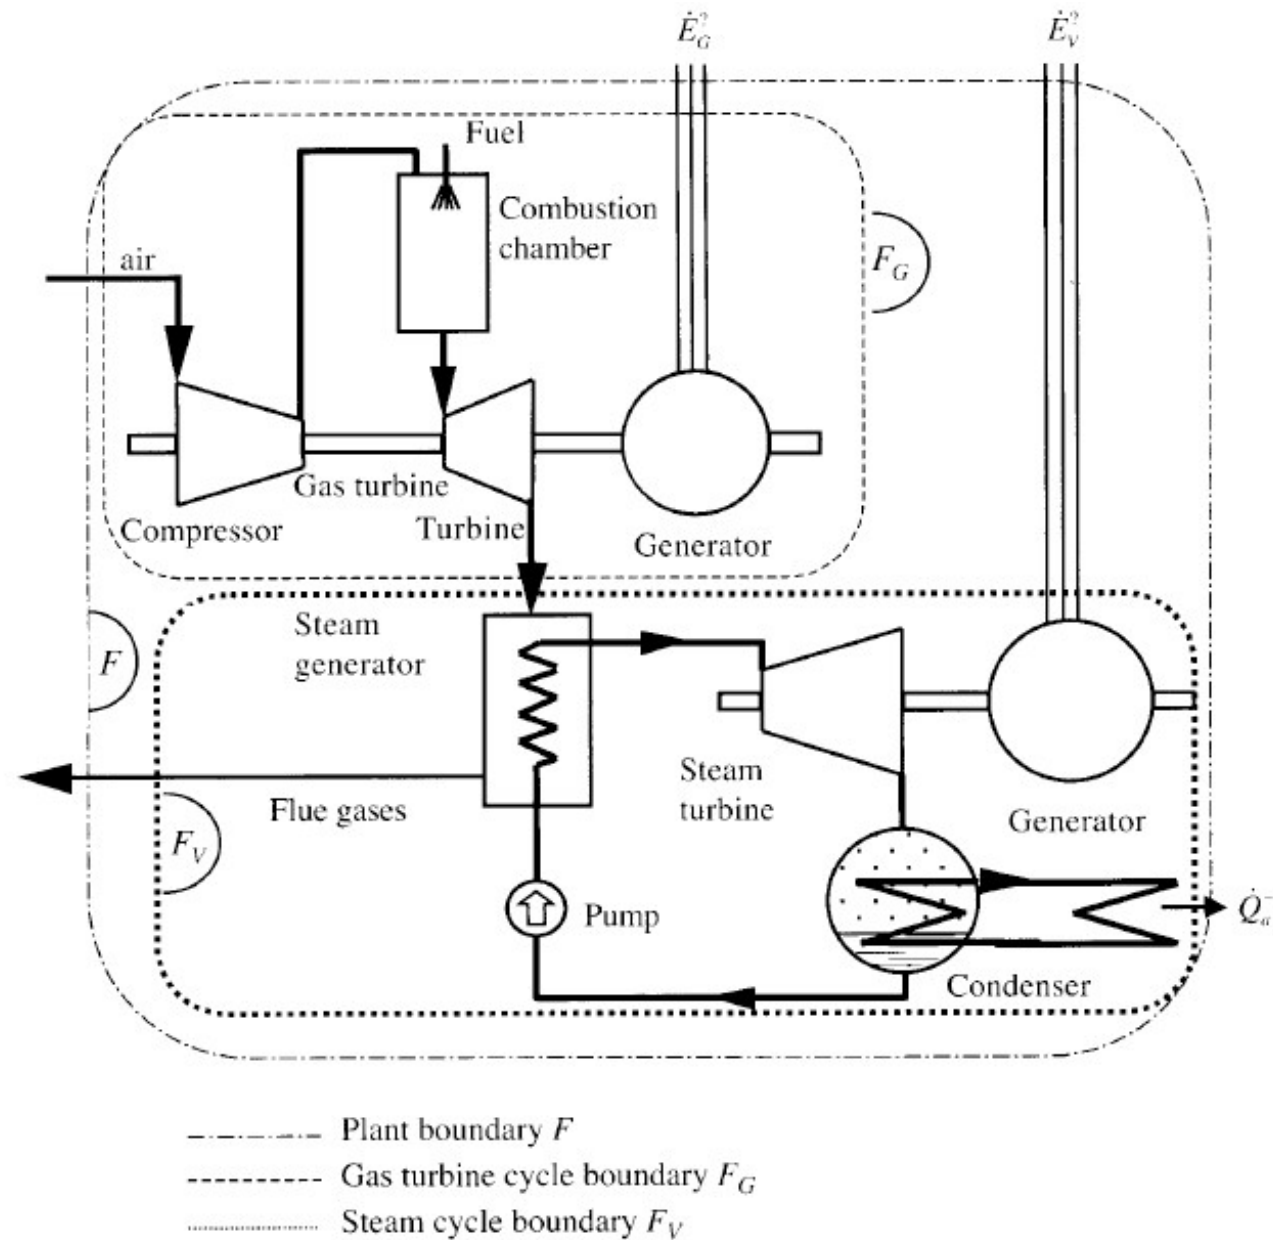 Ė_G^?
Ė_V^?
Fuel
Combustion
chamber
air
F_G
Gas turbine
Compressor
Turbine
Generator
Steam
generator
F
Steam
turbine
Flue gases
Generator
F_V
Pump
Q̇_a^−
Condenser
Plant boundary F
Gas turbine cycle boundary F_G
Steam cycle boundary F_V